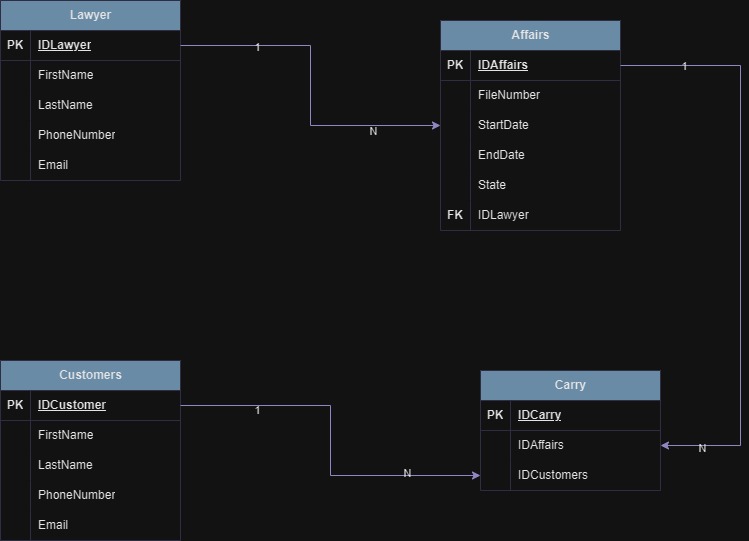 Lawyer
PK IDLawyer
FirstName
LastName
PhoneNumber
Email
1
N
Affairs
PK IDAffairs
FileNumber
StartDate
EndDate
State
FK IDLawyer
1
Customers
PK IDCustomer
FirstName
LastName
PhoneNumber
Email
1
N
Carry
PK IDCarry
IDAffairs
IDCustomers
N